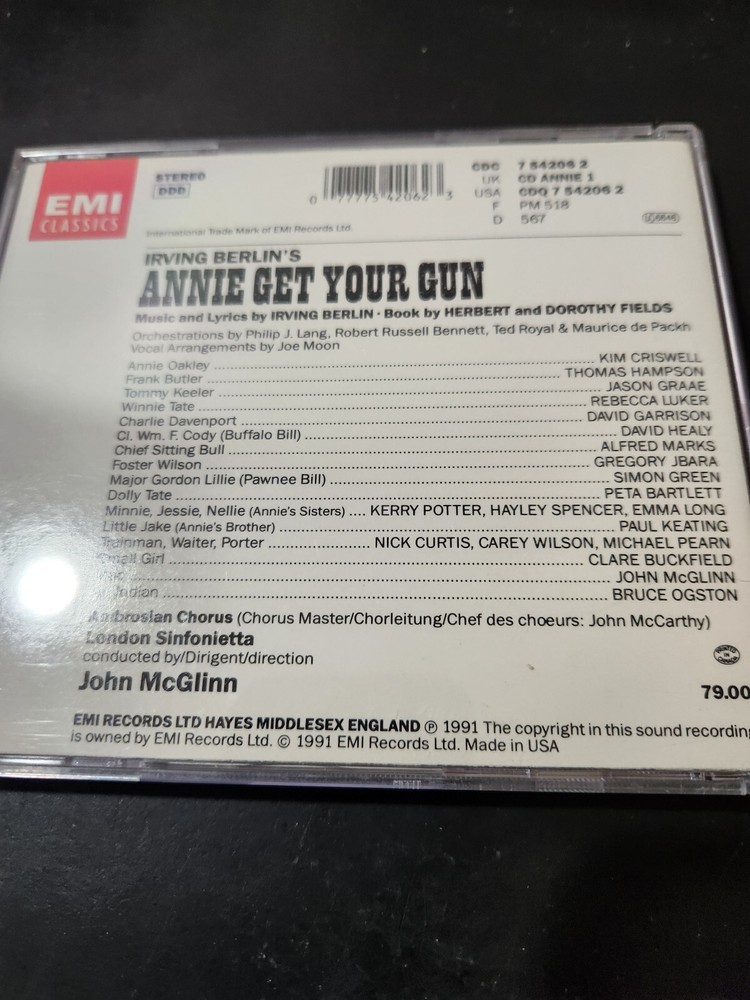 EMI
CLASSICS
STEREO
DDD
0 77775 42062 3
CDC 7 54206 2
UK CD ANNIE 1
USA CDQ 7 54206 2
F PM 518
D 567
International Trade Mark of EMI Records Ltd.
IRVING BERLIN'S
ANNIE GET YOUR GUN
Music and Lyrics by IRVING BERLIN · Book by HERBERT and DOROTHY FIELDS
Orchestrations by Philip J. Lang, Robert Russell Bennett, Ted Royal & Maurice de Packh
Vocal Arrangements by Joe Moon
Annie Oakley ... KIM CRISWELL
Frank Butler ... THOMAS HAMPSON
Tommy Keeler ... JASON GRAAE
Winnie Tate ... REBECCA LUKER
Charlie Davenport ... DAVID GARRISON
Cl. Wm. F. Cody (Buffalo Bill) ... DAVID HEALY
Chief Sitting Bull ... ALFRED MARKS
Foster Wilson ... GREGORY JBARA
Major Gordon Lillie (Pawnee Bill) ... SIMON GREEN
Dolly Tate ... PETA BARTLETT
Minnie, Jessie, Nellie (Annie's Sisters) .... KERRY POTTER, HAYLEY SPENCER, EMMA LONG
Little Jake (Annie's Brother) ... PAUL KEATING
Trainman, Waiter, Porter ... NICK CURTIS, CAREY WILSON, MICHAEL PEARN
Small Girl ... CLARE BUCKFIELD
... JOHN McGLINN
Indian ... BRUCE OGSTON
Ambrosian Chorus (Chorus Master/Chorleitung/Chef des choeurs: John McCarthy)
London Sinfonietta
conducted by/Dirigent/direction
John McGlinn
PRINTED IN CANADA
79.00
EMI RECORDS LTD HAYES MIDDLESEX ENGLAND ℗ 1991 The copyright in this sound recording
is owned by EMI Records Ltd. © 1991 EMI Records Ltd. Made in USA